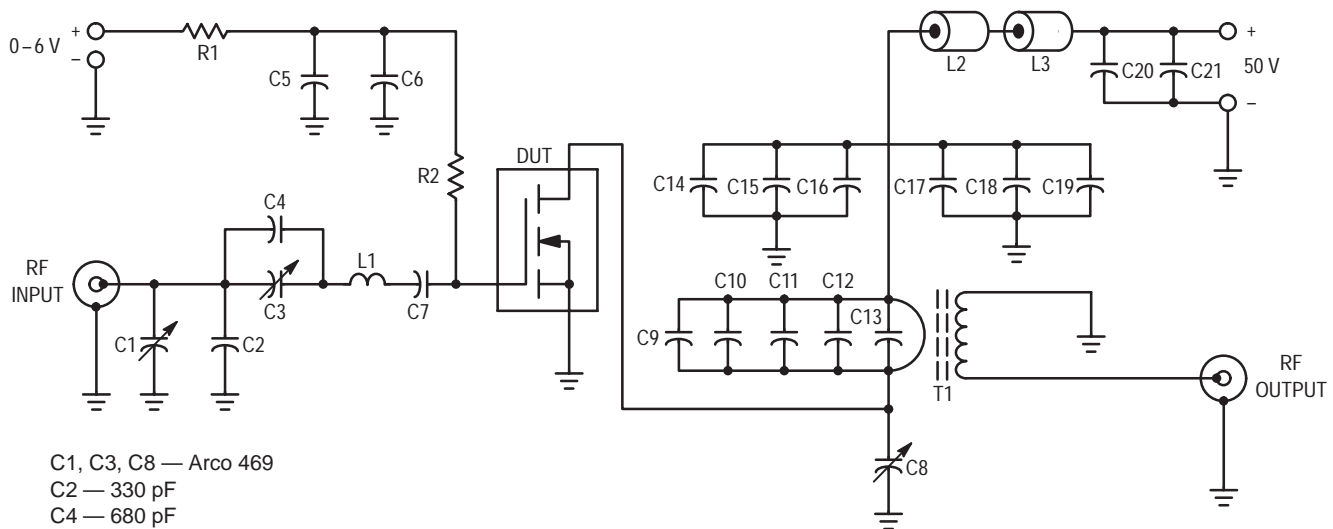 +
0–6 V
–
R1
C5
C6
R2
DUT
C4
RF
INPUT
L1
C3
C7
C1
C2
L2
L3
+
C20
C21
50 V
–
C14
C15
C16
C17
C18
C19
C10
C11
C12
C9
C13
T1
RF
OUTPUT
C8
C1, C3, C8 — Arco 469
C2 — 330 pF
C4 — 680 pF